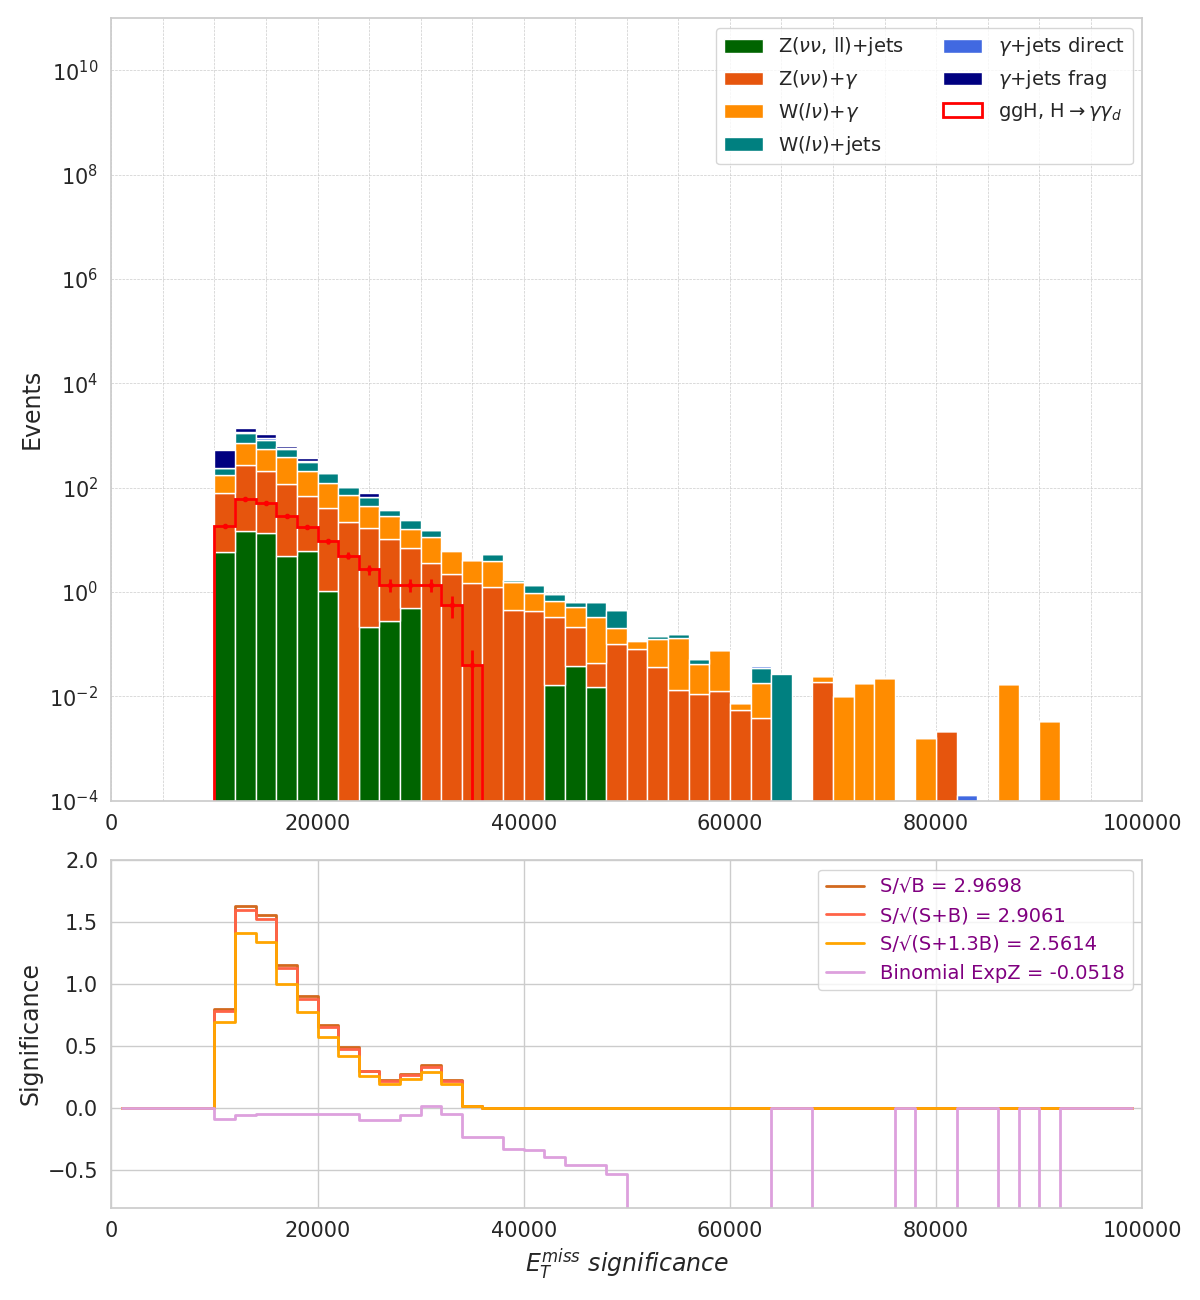 Z(νν, ll)+jets
Z(νν)+γ
W(lν)+γ
W(lν)+jets
γ+jets direct
γ+jets frag
ggH, H→γγ_d
Events
10^10
10^8
10^6
10^4
10^2
10^0
10^−2
10^−4
0 20000 40000 60000 80000 100000
S/√B = 2.9698
S/√(S+B) = 2.9061
S/√(S+1.3B) = 2.5614
Binomial ExpZ = -0.0518
Significance
2.0
1.5
1.0
0.5
0.0
−0.5
0 20000 40000 60000 80000 100000
E_T^miss significance